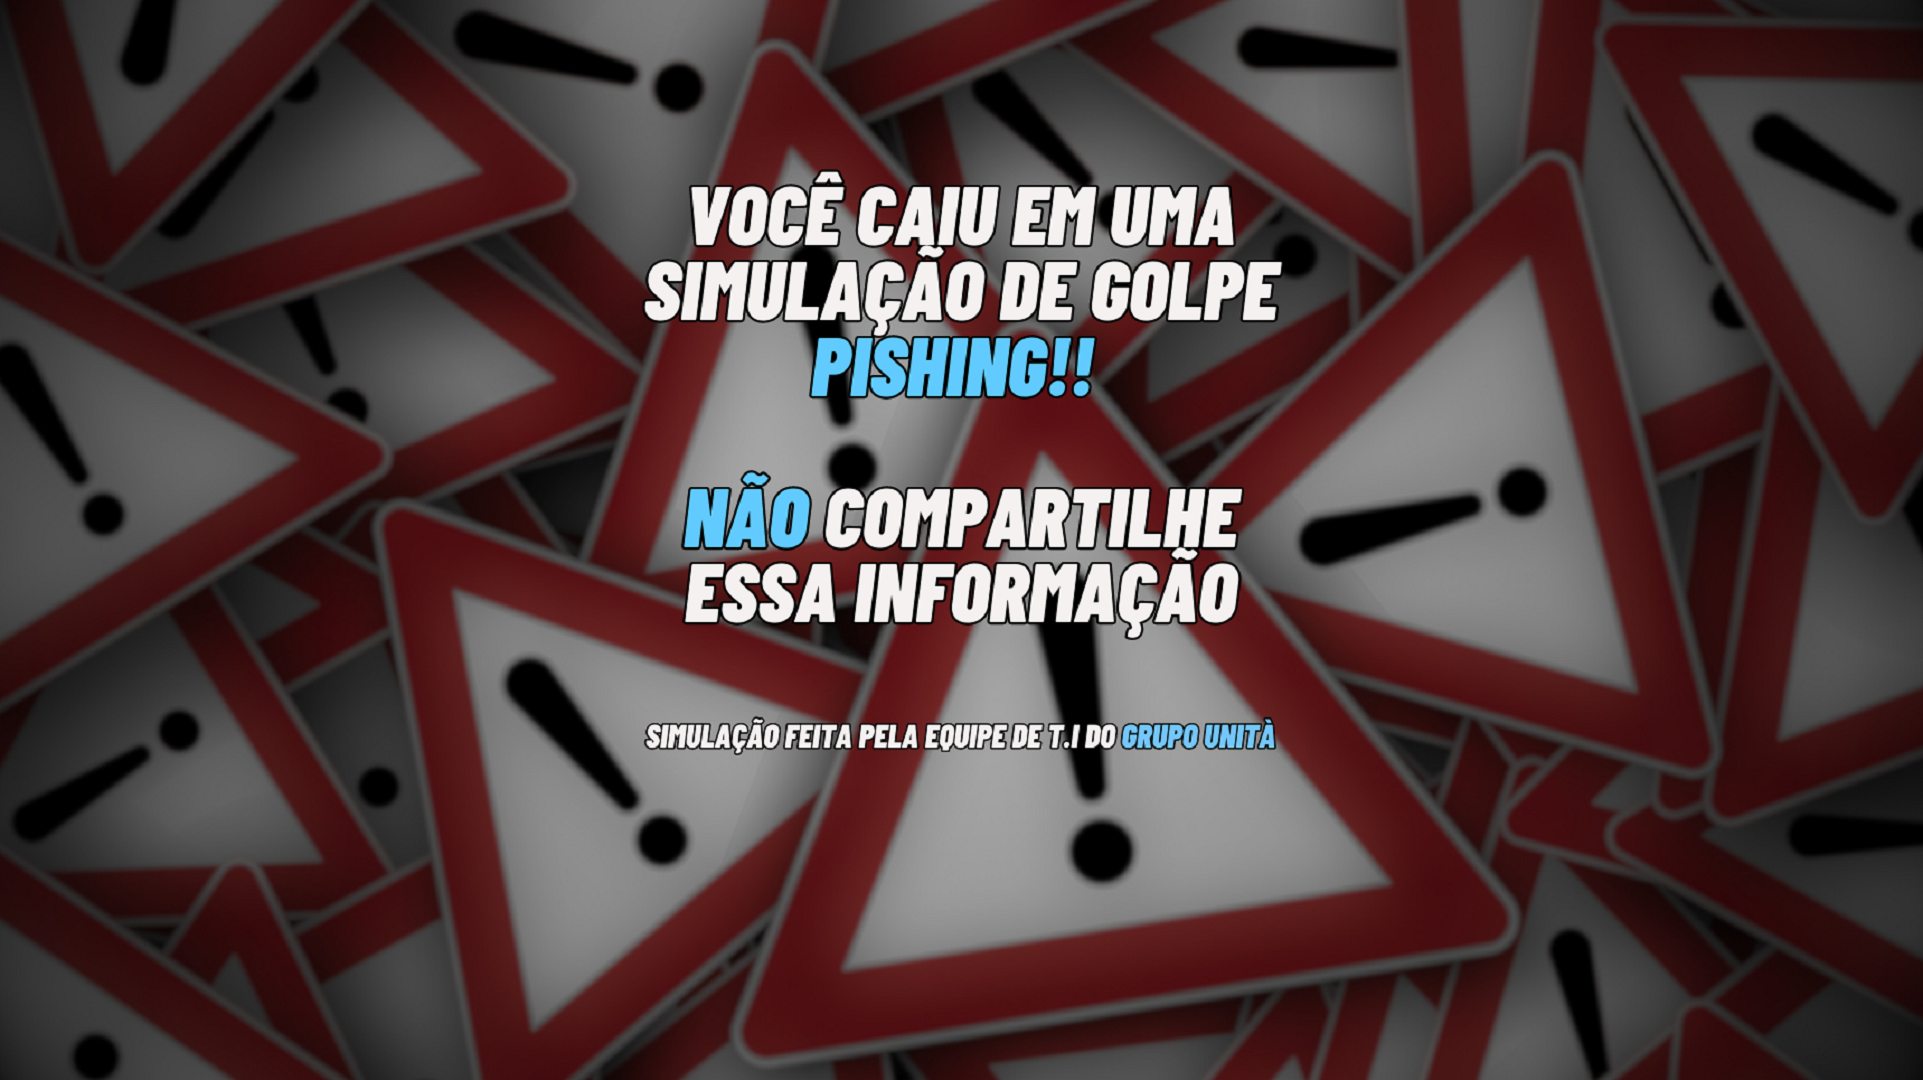 VOCÊ CAIU EM UMA
SIMULAÇÃO DE GOLPE
PISHING!!
NÃO COMPARTILHE
ESSA INFORMAÇÃO
SIMULAÇÃO FEITA PELA EQUIPE DE T.I DO GRUPO UNITÀ